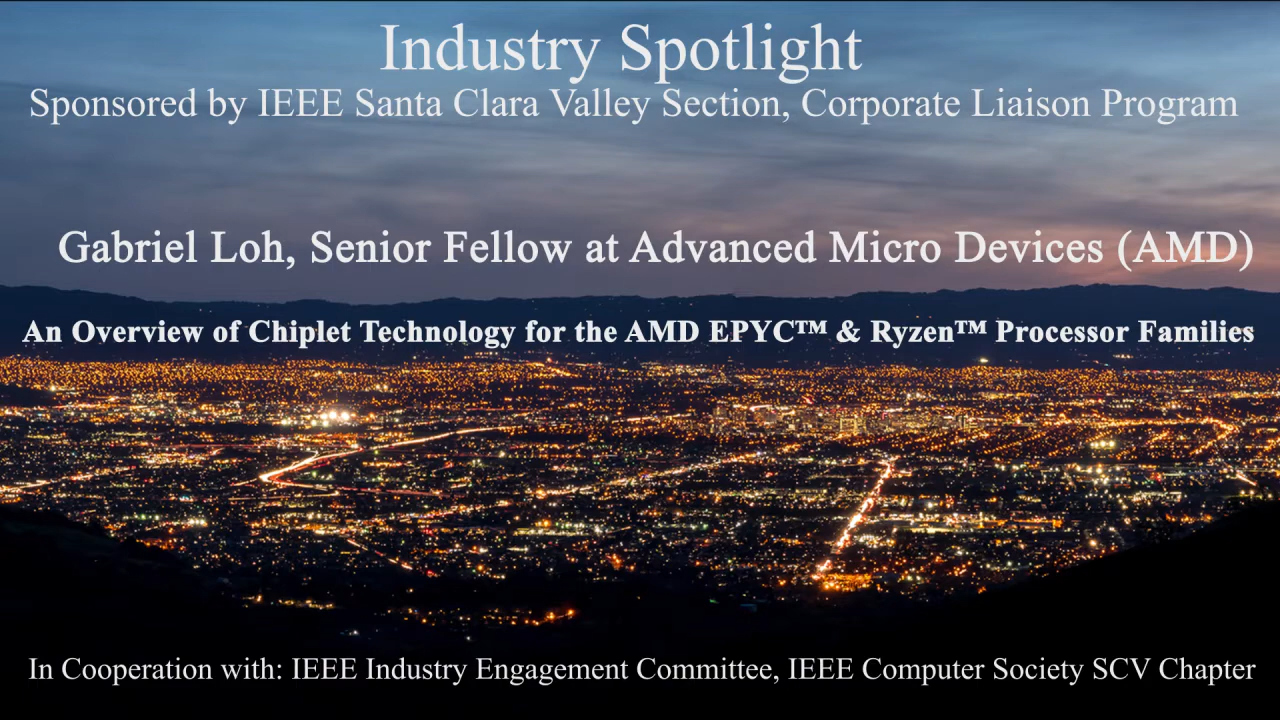 Industry Spotlight
Sponsored by IEEE Santa Clara Valley Section, Corporate Liaison Program
Gabriel Loh, Senior Fellow at Advanced Micro Devices (AMD)
An Overview of Chiplet Technology for the AMD EPYC™ & Ryzen™ Processor Families
In Cooperation with: IEEE Industry Engagement Committee, IEEE Computer Society SCV Chapter